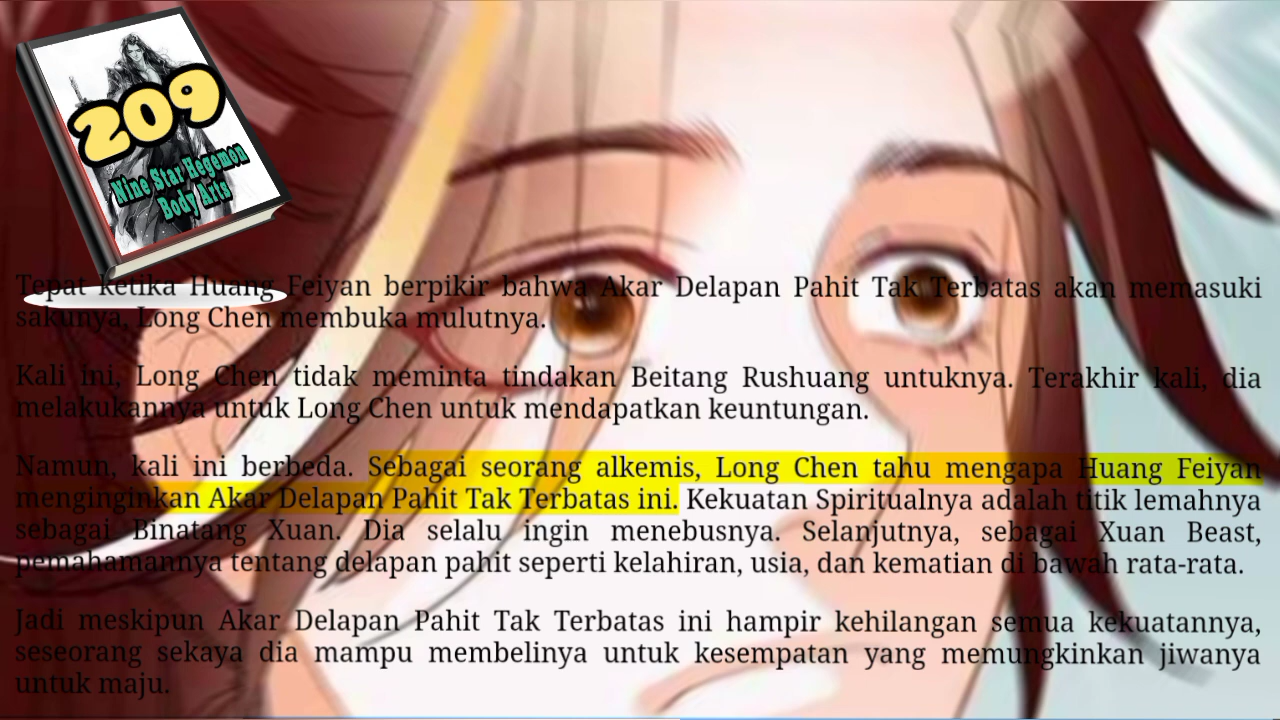 209
Nine Star Hegemon
Body Arts
Tepat ketika Huang Feiyan berpikir bahwa Akar Delapan Pahit Tak Terbatas akan memasuki
sakunya, Long Chen membuka mulutnya.
Kali ini, Long Chen tidak meminta tindakan Beitang Rushuang untuknya. Terakhir kali, dia
melakukannya untuk Long Chen untuk mendapatkan keuntungan.
Namun, kali ini berbeda. Sebagai seorang alkemis, Long Chen tahu mengapa Huang Feiyan
menginginkan Akar Delapan Pahit Tak Terbatas ini. Kekuatan Spiritualnya adalah titik lemahnya
sebagai Binatang Xuan. Dia selalu ingin menebusnya. Selanjutnya, sebagai Xuan Beast,
pemahamannya tentang delapan pahit seperti kelahiran, usia, dan kematian di bawah rata-rata.
Jadi meskipun Akar Delapan Pahit Tak Terbatas ini hampir kehilangan semua kekuatannya,
seseorang sekaya dia mampu membelinya untuk kesempatan yang memungkinkan jiwanya
untuk maju.